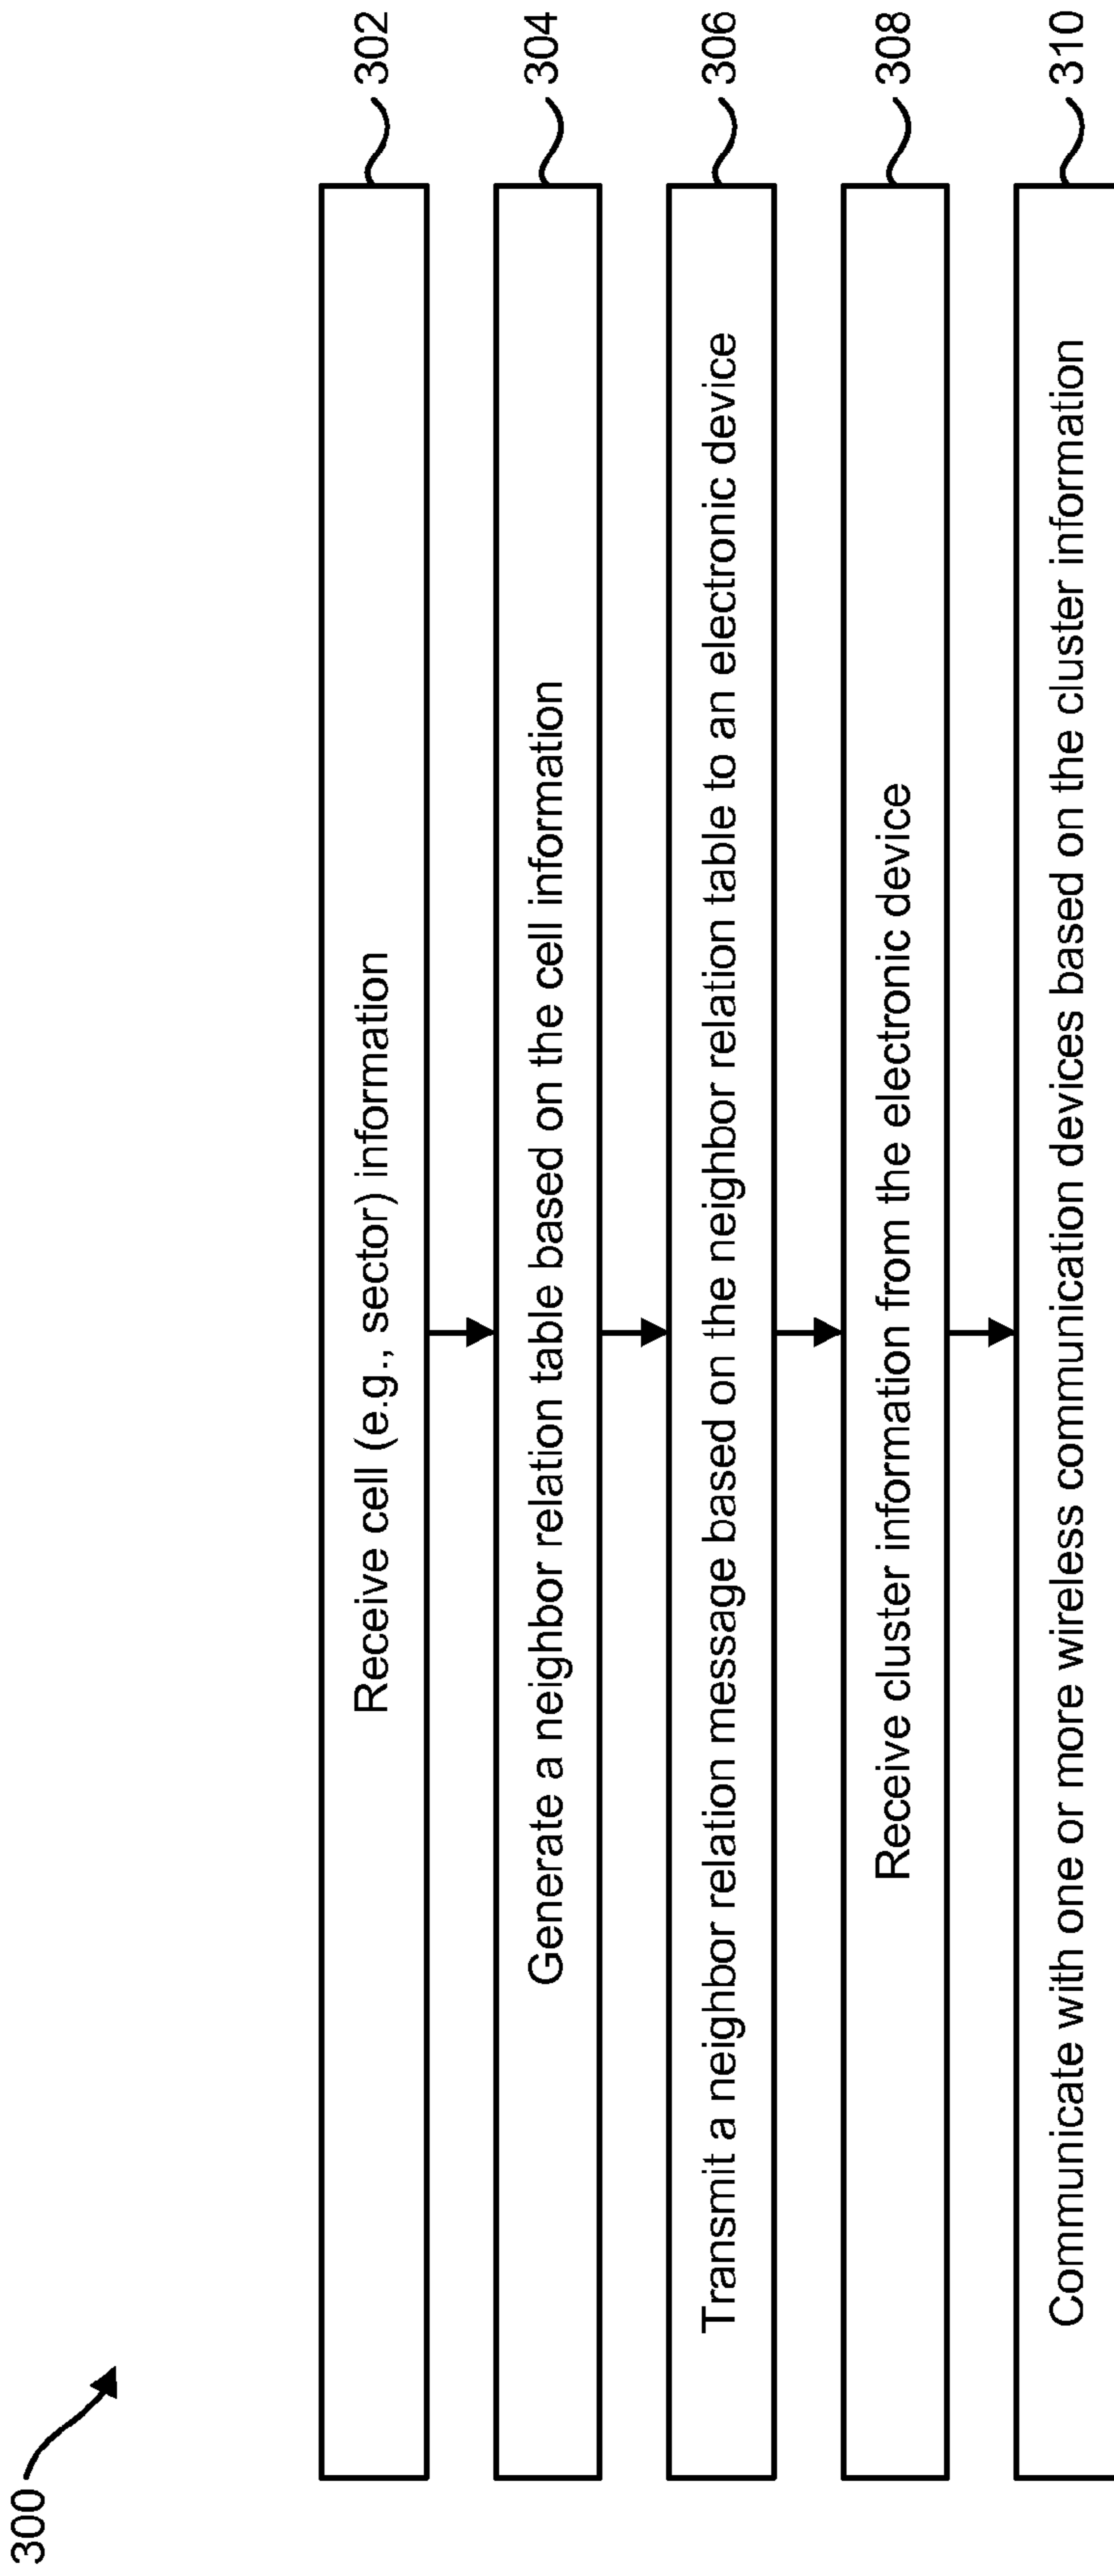 300
Receive cell (e.g., sector) information
302
Generate a neighbor relation table based on the cell information
304
Transmit a neighbor relation message based on the neighbor relation table to an electronic device
306
Receive cluster information from the electronic device
308
Communicate with one or more wireless communication devices based on the cluster information
310